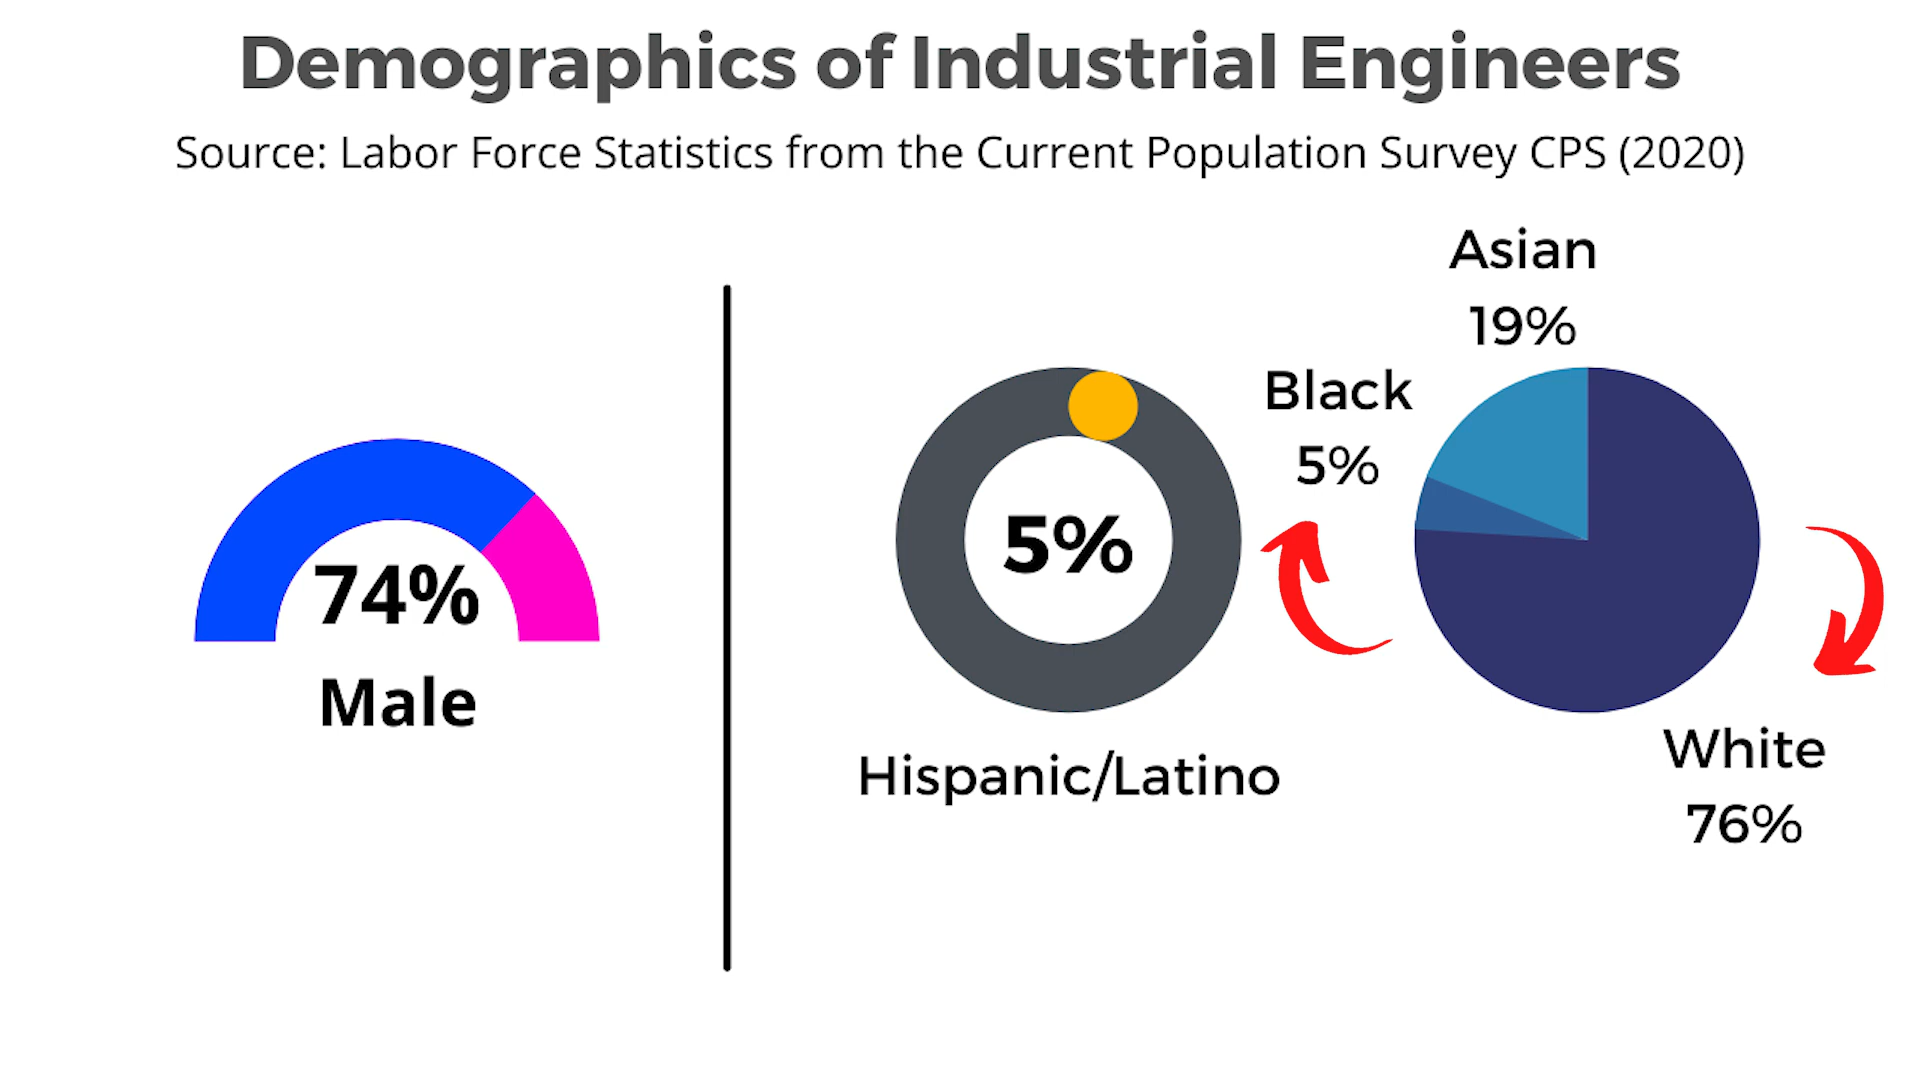 Demographics of Industrial Engineers
Source: Labor Force Statistics from the Current Population Survey CPS (2020)
74%
Male
5%
Hispanic/Latino
Asian
19%
Black
5%
White
76%